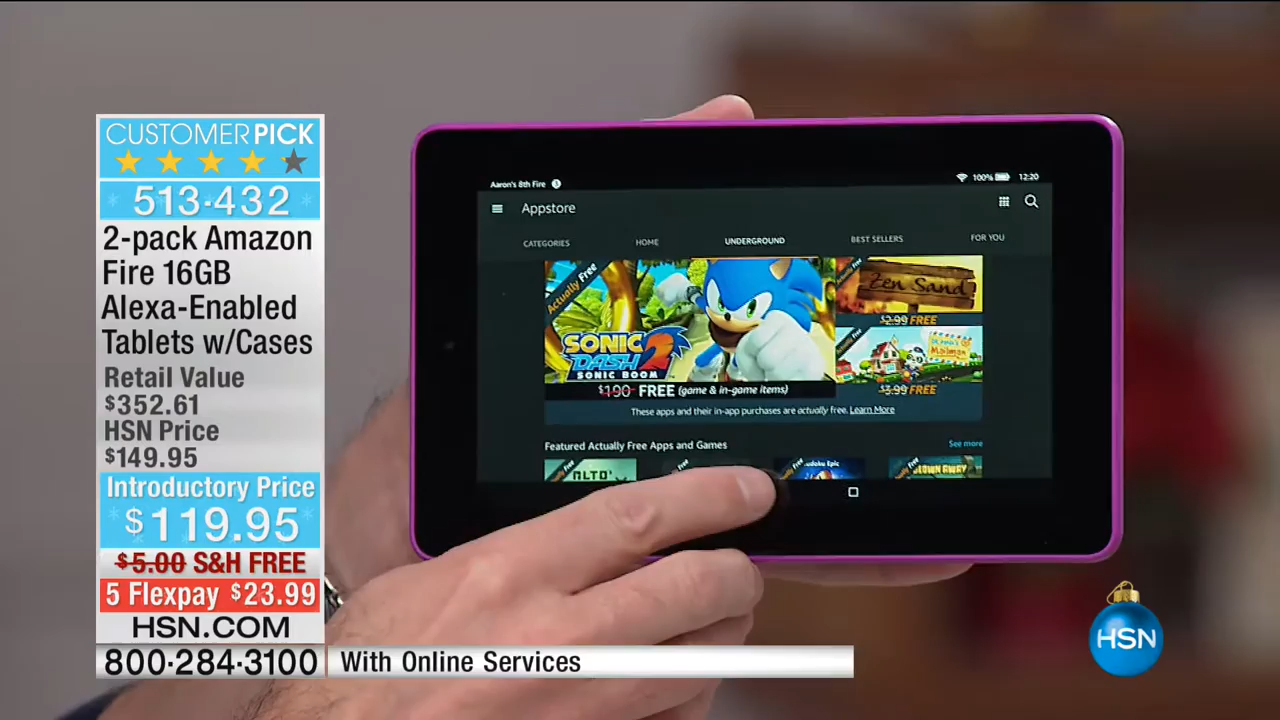 CUSTOMER PICK
513·432
2-pack Amazon
Fire 16GB
Alexa-Enabled
Tablets w/Cases
Retail Value
$352.61
HSN Price
$149.95
Introductory Price
$119.95
$5.00 S&H FREE
5 Flexpay $23.99
HSN.COM
800·284·3100
With Online Services
Aaron's 8th Fire
100% 12:20
Appstore
CATEGORIES HOME UNDERGROUND BEST SELLERS FOR YOU
Actually Free
SONIC
DASH 2
SONIC BOOM
$100 FREE (game & in-game items)
Zen Sand
$2.99 FREE
Mailman
$3.99 FREE
These apps and their in-app purchases are actually free. Learn More
Featured Actually Free Apps and Games See more
HSN